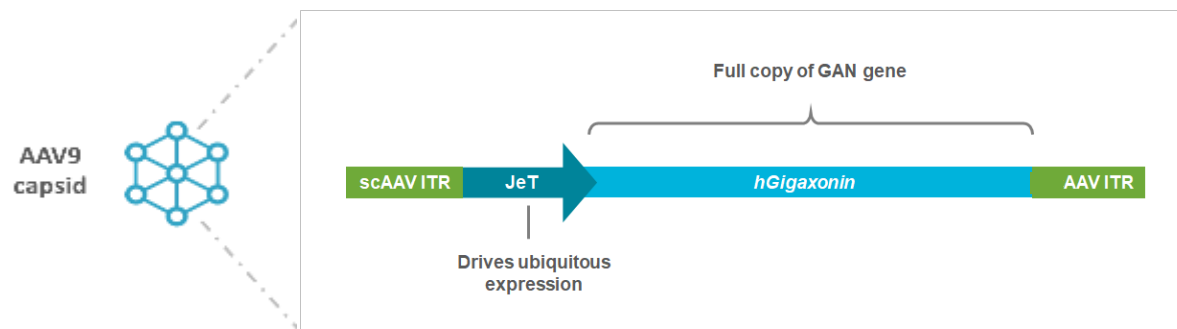 Full copy of GAN gene
AAV9
capsid
scAAV ITR
JeT
hGigaxonin
AAV ITR
Drives ubiquitous
expression